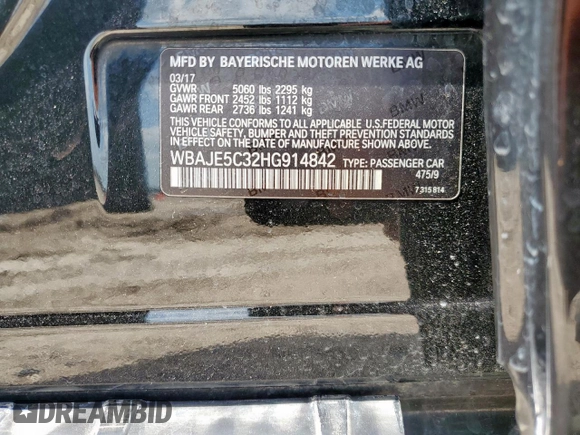 MFD BY BAYERISCHE MOTOREN WERKE AG
03/17
GVWR 5060 lbs 2295 kg
GAWR FRONT 2452 lbs 1112 kg
GAWR REAR 2736 lbs 1241 kg
THIS VEHICLE CONFORMS TO ALL APPLICABLE U.S.FEDERAL MOTOR
VEHICLE SAFETY, BUMPER AND THEFT PREVENTION STANDARDS IN EFFECT ON THE
DATE OF MANUFACTURE SHOWN ABOVE.
WBAJE5C32HG914842 TYPE: PASSENGER CAR
475/9
7 315 814
DREAMBID